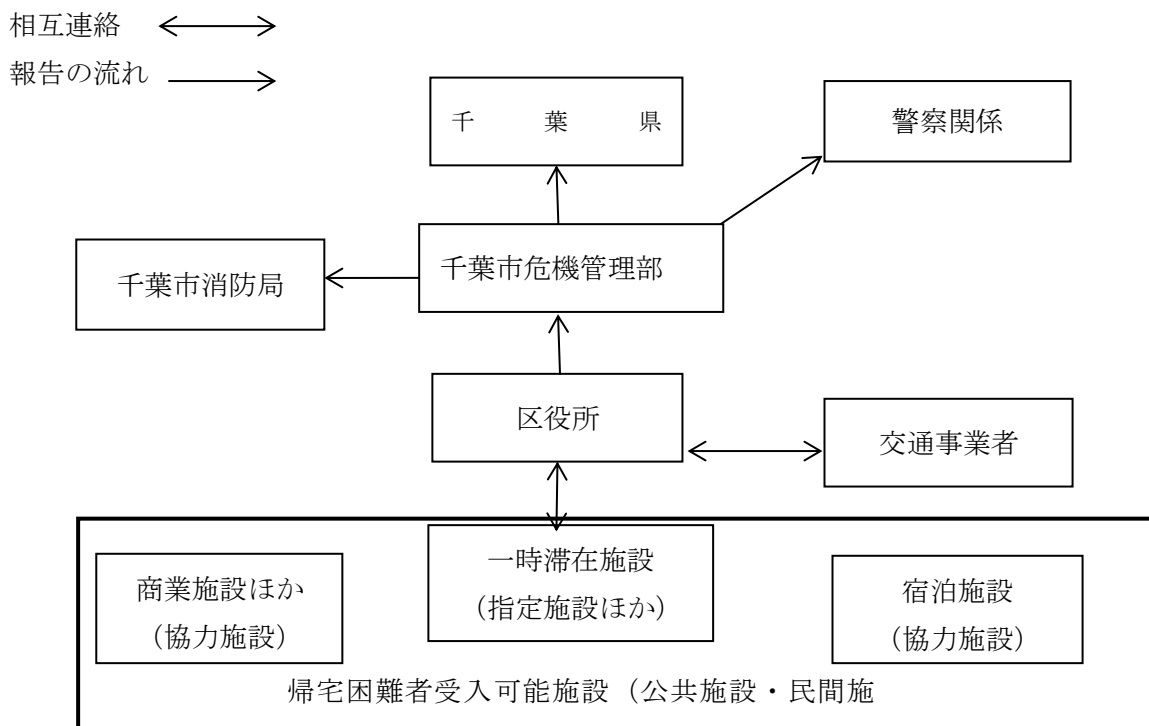 相互連絡
報告の流れ
千葉県
警察関係
千葉市消防局
千葉市危機管理部
区役所
交通事業者
商業施設ほか
（協力施設）
一時滞在施設
（指定施設ほか）
宿泊施設
（協力施設）
帰宅困難者受入可能施設（公共施設・民間施